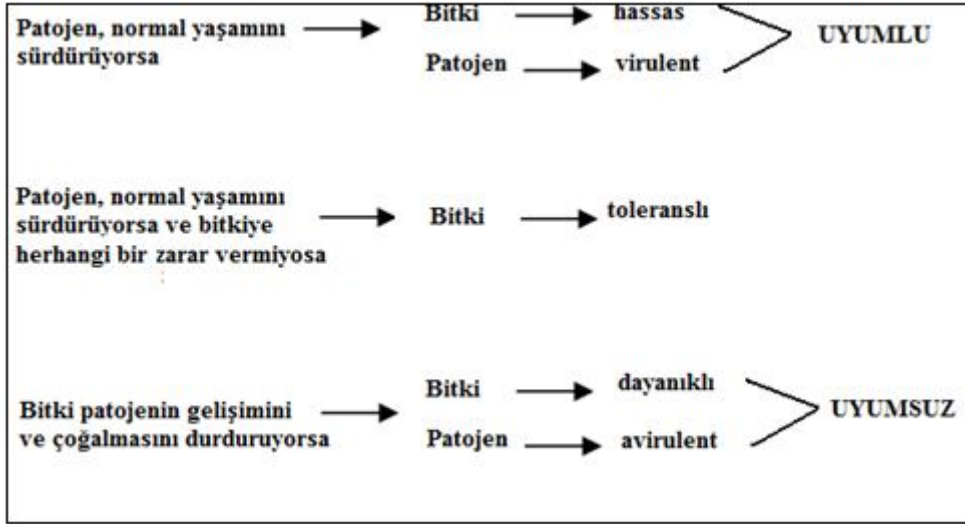 Patojen, normal yaşamını
sürdürüyorsa
Bitki hassas
Patojen virulent
UYUMLU
Patojen, normal yaşamını
sürdürüyorsa ve bitkiye
herhangi bir zarar vermiyosa
Bitki toleranslı
Bitki patojenin gelişimini
ve çoğalmasını durduruyorsa
Bitki dayanıklı
Patojen avirulent
UYUMSUZ